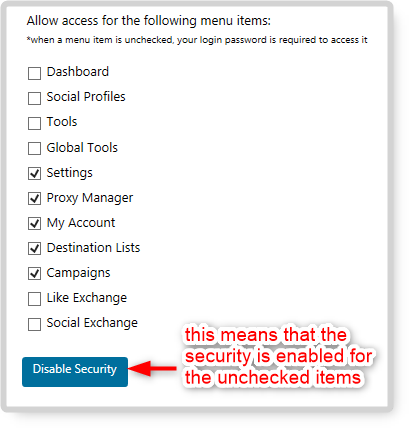 Allow access for the following menu items:
*when a menu item is unchecked, your login password is required to access it
Dashboard
Social Profiles
Tools
Global Tools
Settings
Proxy Manager
My Account
Destination Lists
Campaigns
Like Exchange
Social Exchange
this means that the
security is enabled for
the unchecked items
Disable Security